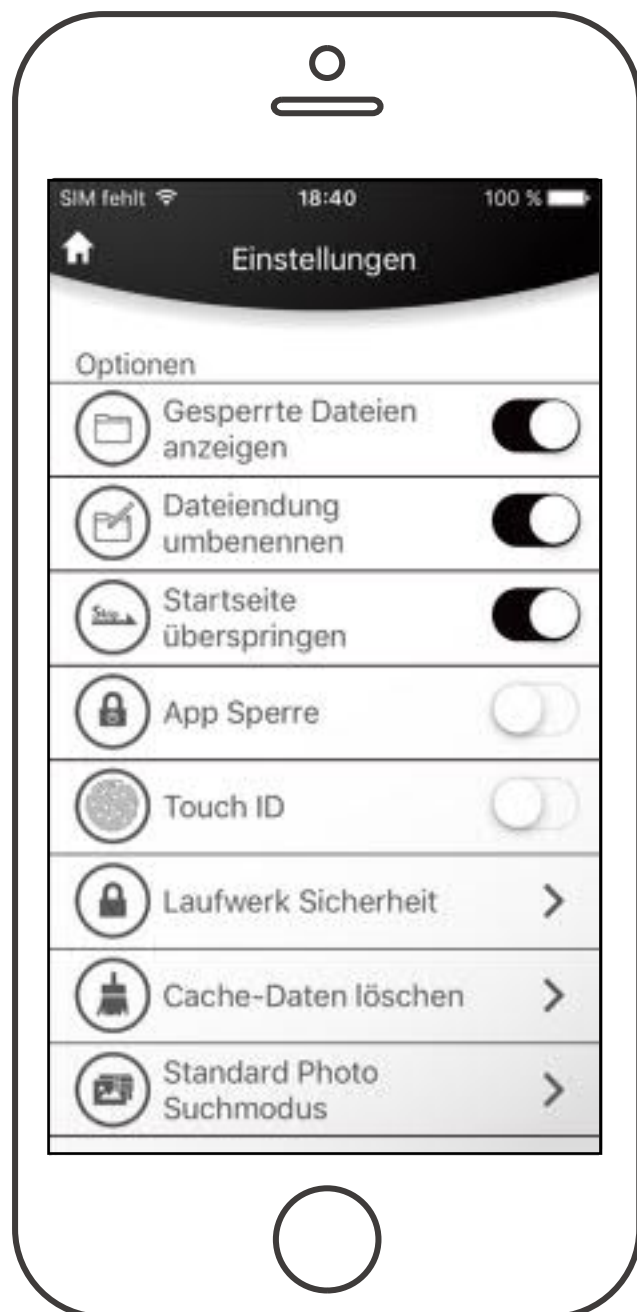 SIM fehlt 18:40 100 %
Einstellungen
Optionen
Gesperrte Dateien
anzeigen
Dateiendung
umbenennen
Skip
Startseite
überspringen
App Sperre
Touch ID
Laufwerk Sicherheit
Cache-Daten löschen
Standard Photo
Suchmodus